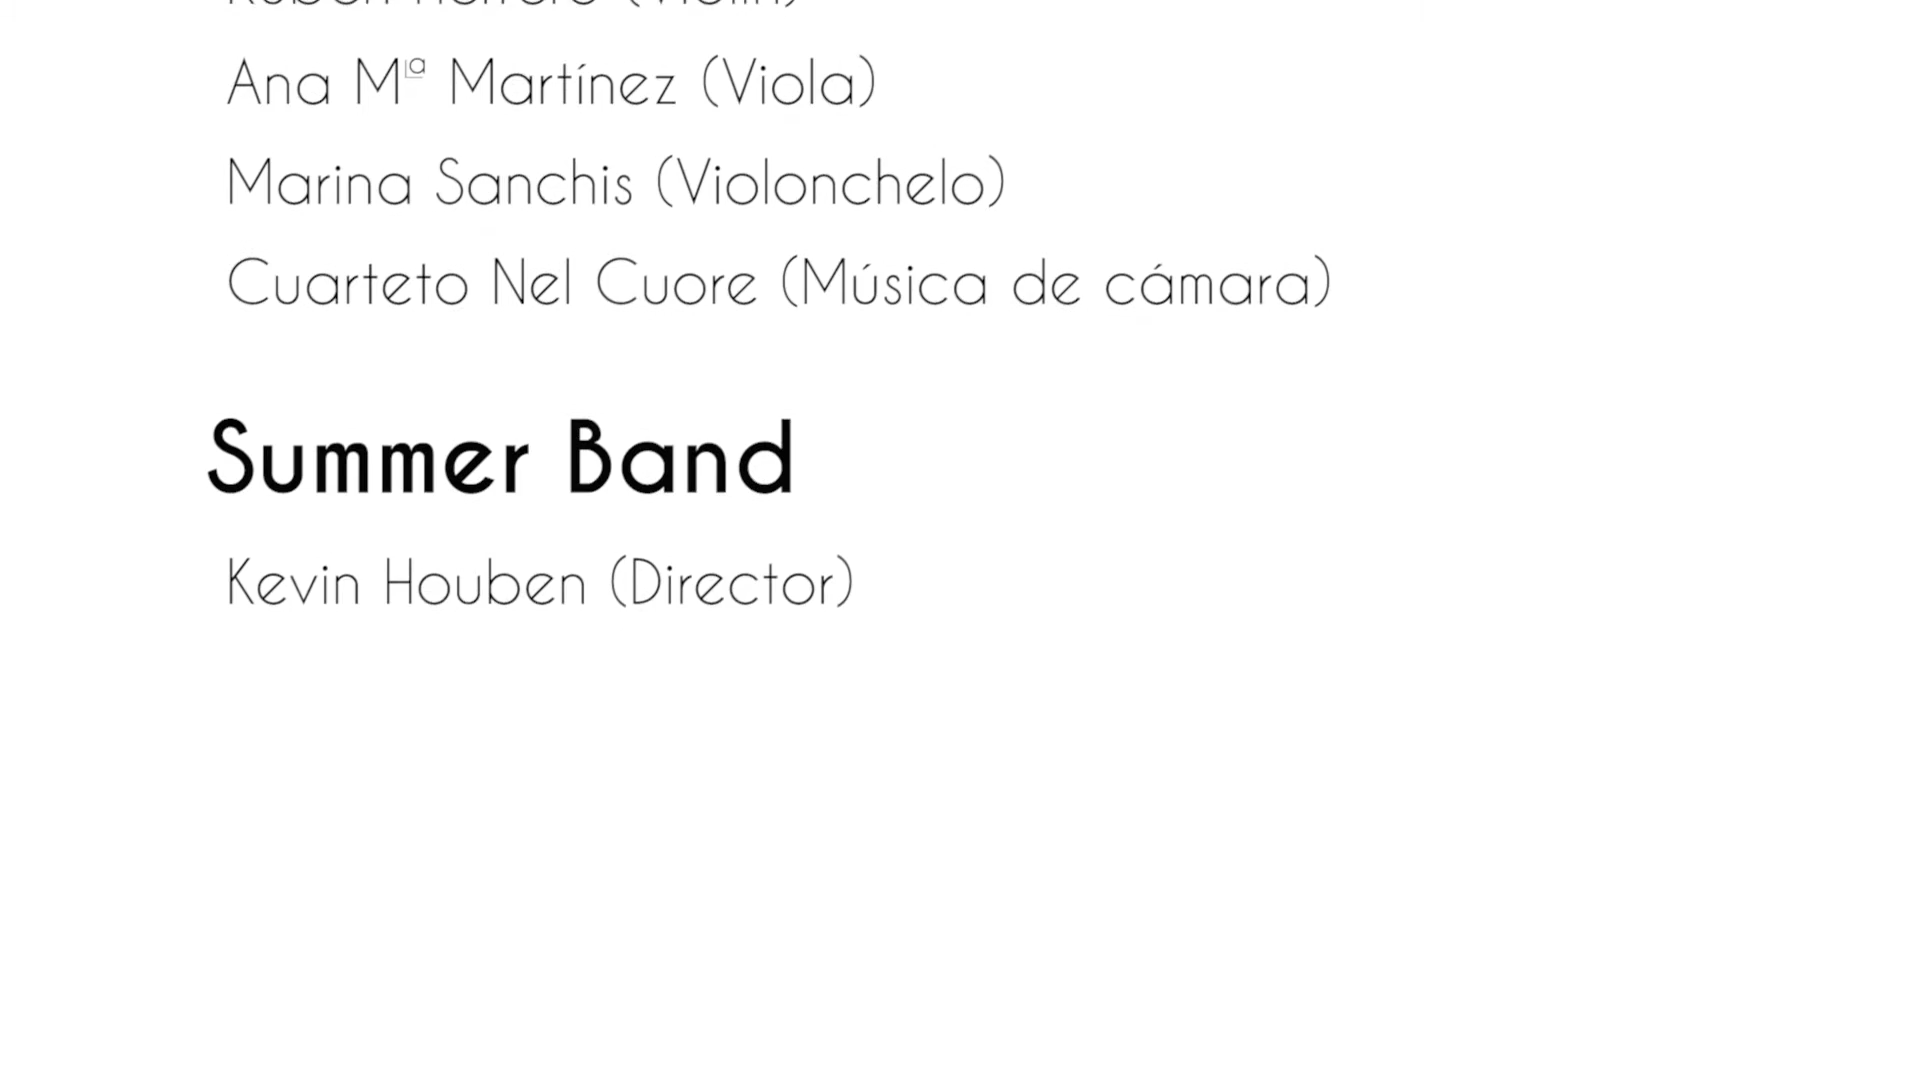 Ana Mª Martínez (Viola)
Marina Sanchis (Violonchelo)
Cuarteto Nel Cuore (Música de cámara)
Summer Band
Kevin Houben (Director)